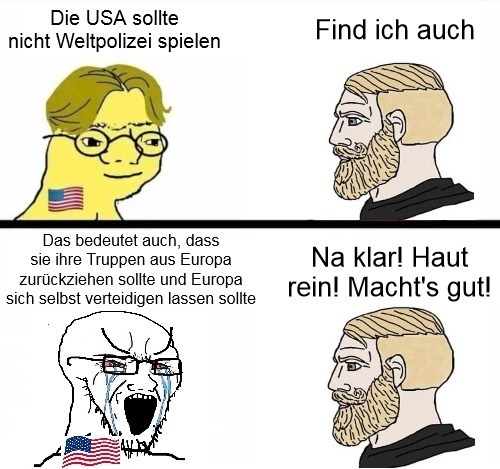 Die USA sollte
nicht Weltpolizei spielen
Find ich auch
Das bedeutet auch, dass
sie ihre Truppen aus Europa
zurückziehen sollte und Europa
sich selbst verteidigen lassen sollte
Na klar! Haut
rein! Macht's gut!